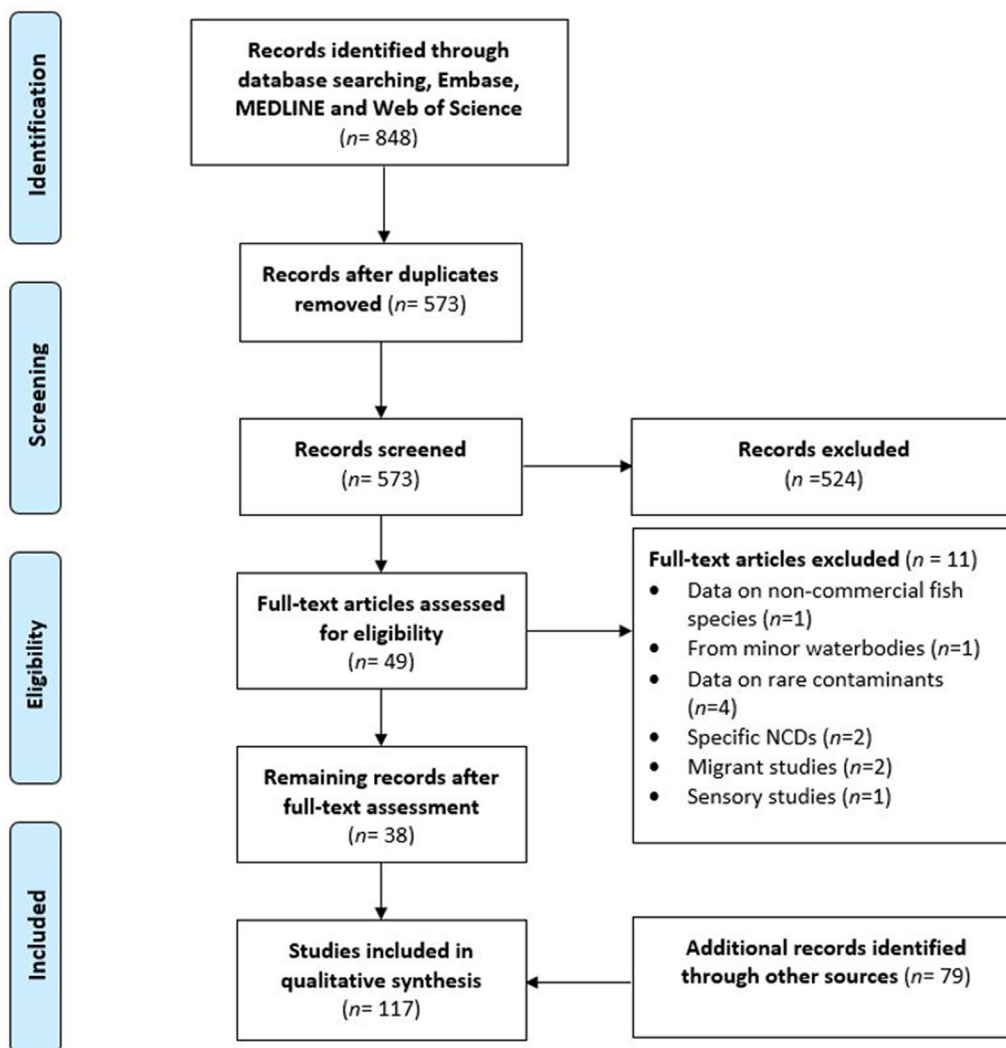 Identification
Records identified through
database searching, Embase,
MEDLINE and Web of Science
(n= 848)
Records after duplicates
removed (n= 573)
Screening
Records screened
(n= 573)
Records excluded
(n =524)
Eligibility
Full-text articles assessed
for eligibility
(n= 49)
Full-text articles excluded (n = 11)
• Data on non-commercial fish
species (n=1)
• From minor waterbodies (n=1)
• Data on rare contaminants
(n=4)
• Specific NCDs (n=2)
• Migrant studies (n=2)
• Sensory studies (n=1)
Remaining records after
full-text assessment
(n= 38)
Included
Studies included in
qualitative synthesis
(n= 117)
Additional records identified
through other sources (n= 79)